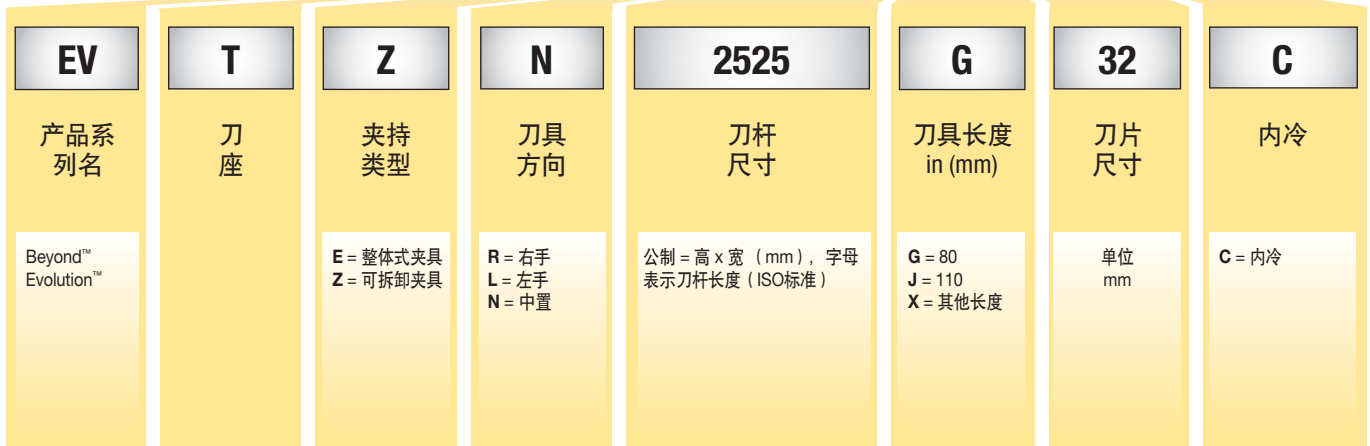 EV
T
Z
N
2525
G
32
C
产品系
列名
刀
座
夹持
类型
刀具
方向
刀杆
尺寸
刀具长度
in (mm)
刀片
尺寸
内冷
Beyond™
Evolution™
E = 整体式夹具
Z = 可拆卸夹具
R = 右手
L = 左手
N = 中置
公制 = 高 x 宽 （mm），字母
表示刀杆长度（ISO标准）
G = 80
J = 110
X = 其他长度
单位
mm
C = 内冷